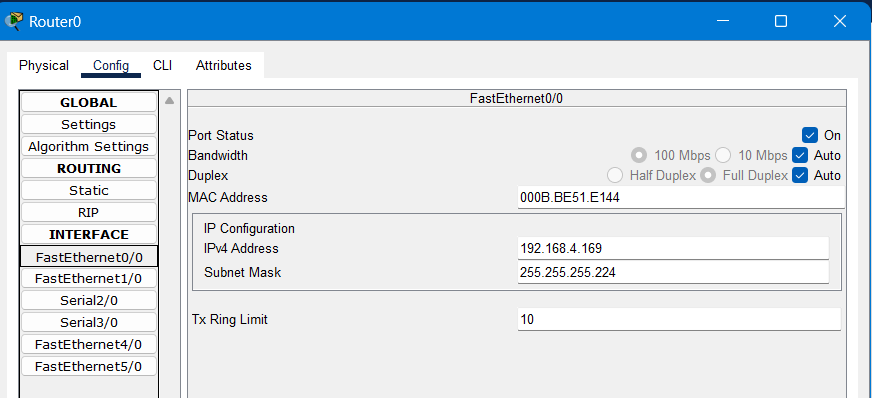 Router0
Physical Config CLI Attributes
GLOBAL
Settings
Algorithm Settings
ROUTING
Static
RIP
INTERFACE
FastEthernet0/0
FastEthernet1/0
Serial2/0
Serial3/0
FastEthernet4/0
FastEthernet5/0
FastEthernet0/0
Port Status On
Bandwidth 100 Mbps 10 Mbps Auto
Duplex Half Duplex Full Duplex Auto
MAC Address 000B.BE51.E144
IP Configuration
IPv4 Address 192.168.4.169
Subnet Mask 255.255.255.224
Tx Ring Limit 10